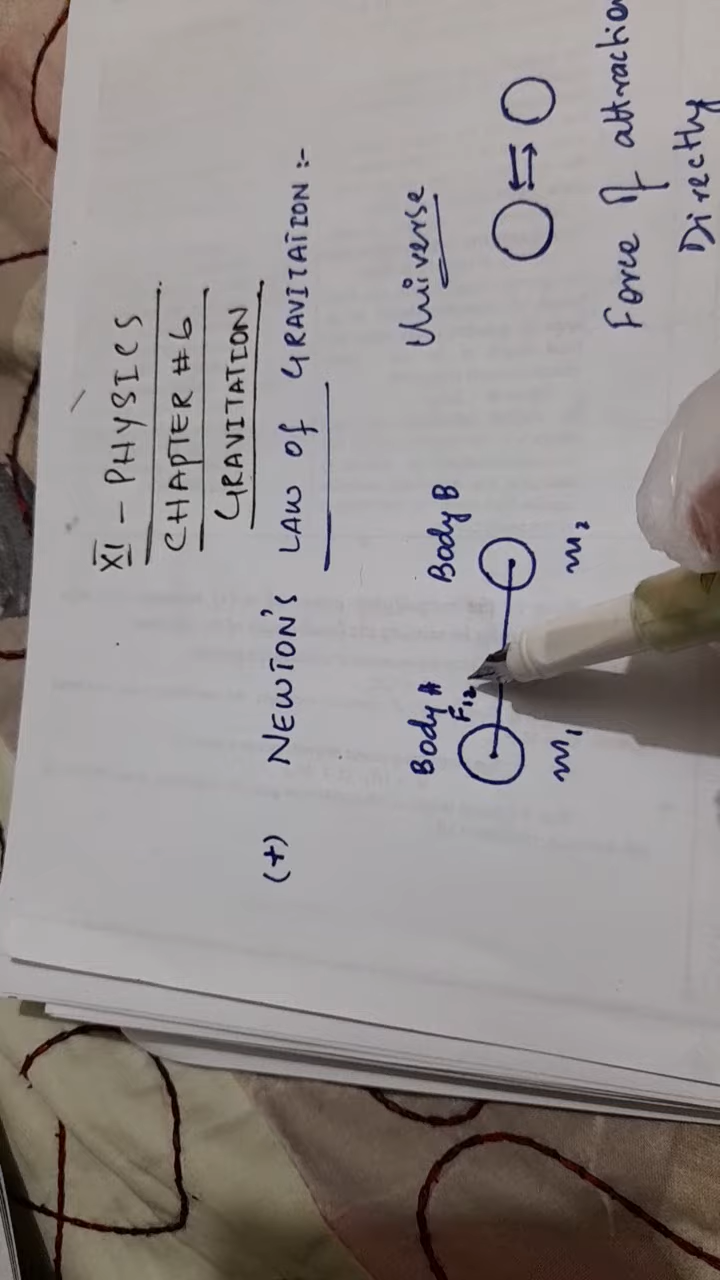 XI - PHYSICS
CHAPTER # 6
GRAVITATION
(+) NEWTON'S LAW Of GRAVITATION :-
Universe
Body A Body B
F12
m1 m2
Force of attraction
Directly